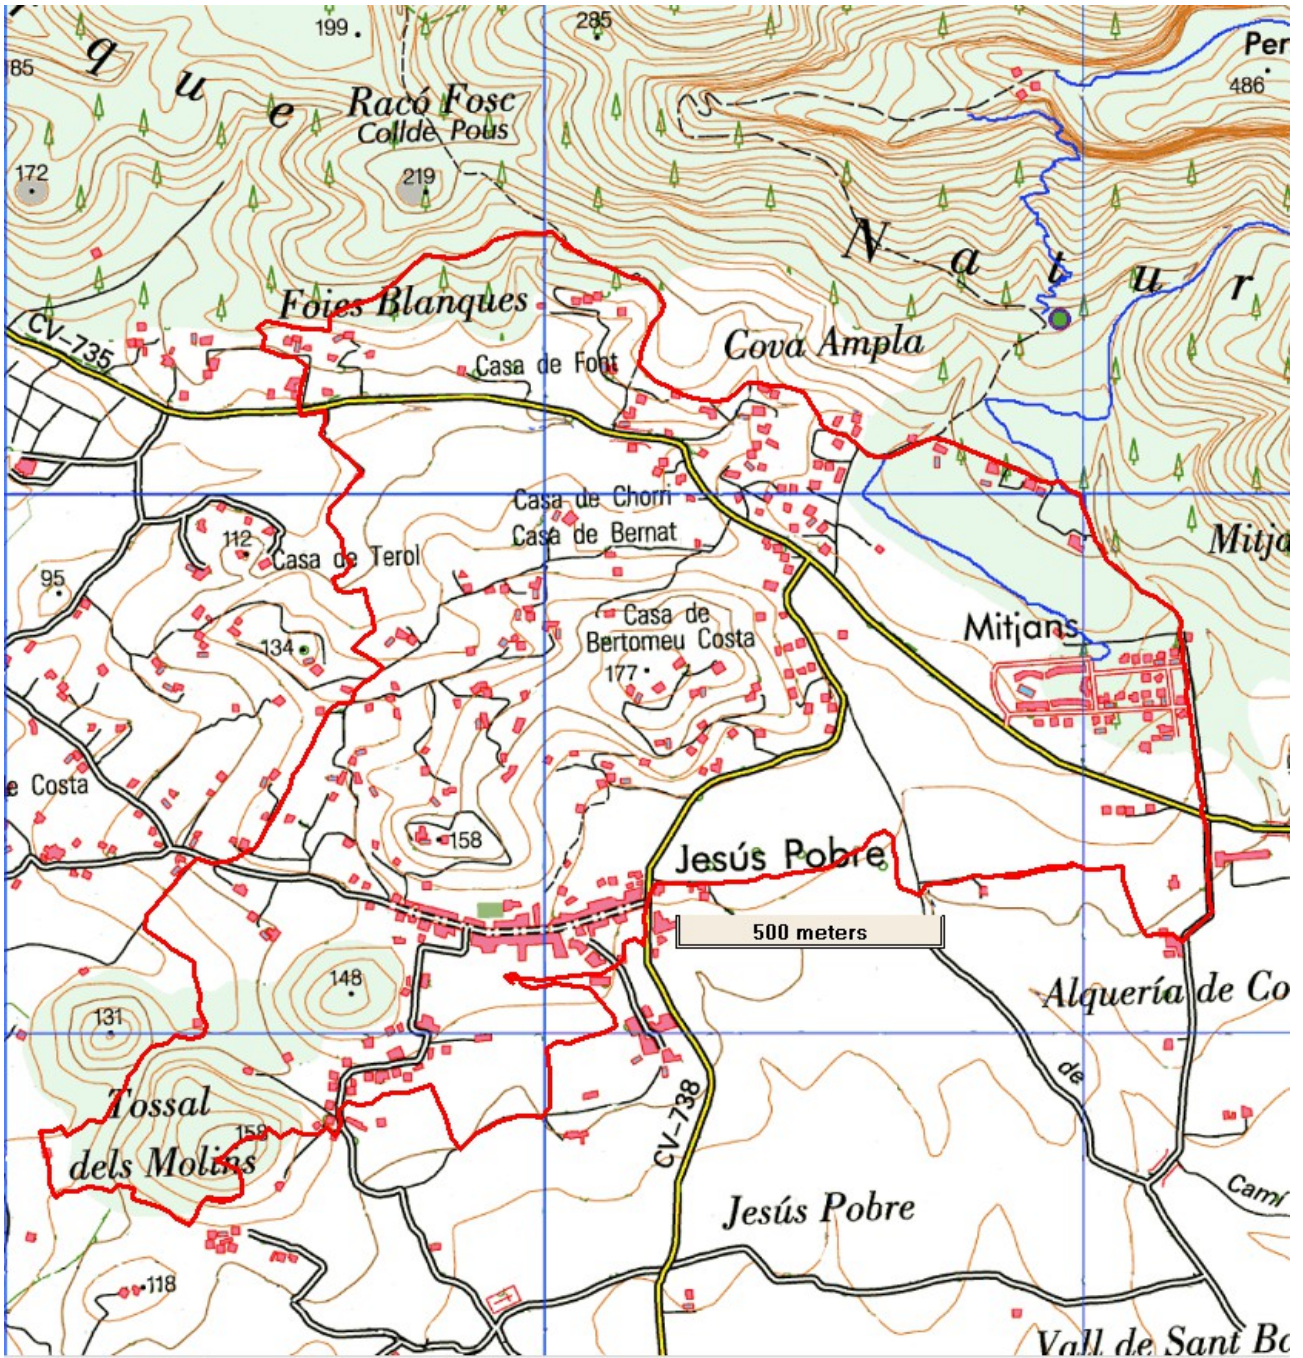 285
199
Per
q
u
e
85
486
Racó Fosc
Collde Pous
172
219
N
a
t
u
r
Foies Blanques
CV-735
Cova Ampla
Casa de Font
Casa de Chorri
112
Casa de Bernat
Mitja
Casa de Terol
95
Casa de
Bertomeu Costa
Mitjans
134
177
e Costa
158
Jesús Pobre
500 meters
148
131
Alquería de Co
de
Tossal
dels Molins
158
CV-738
Camí
Jesús Pobre
118
Vall de Sant Bo